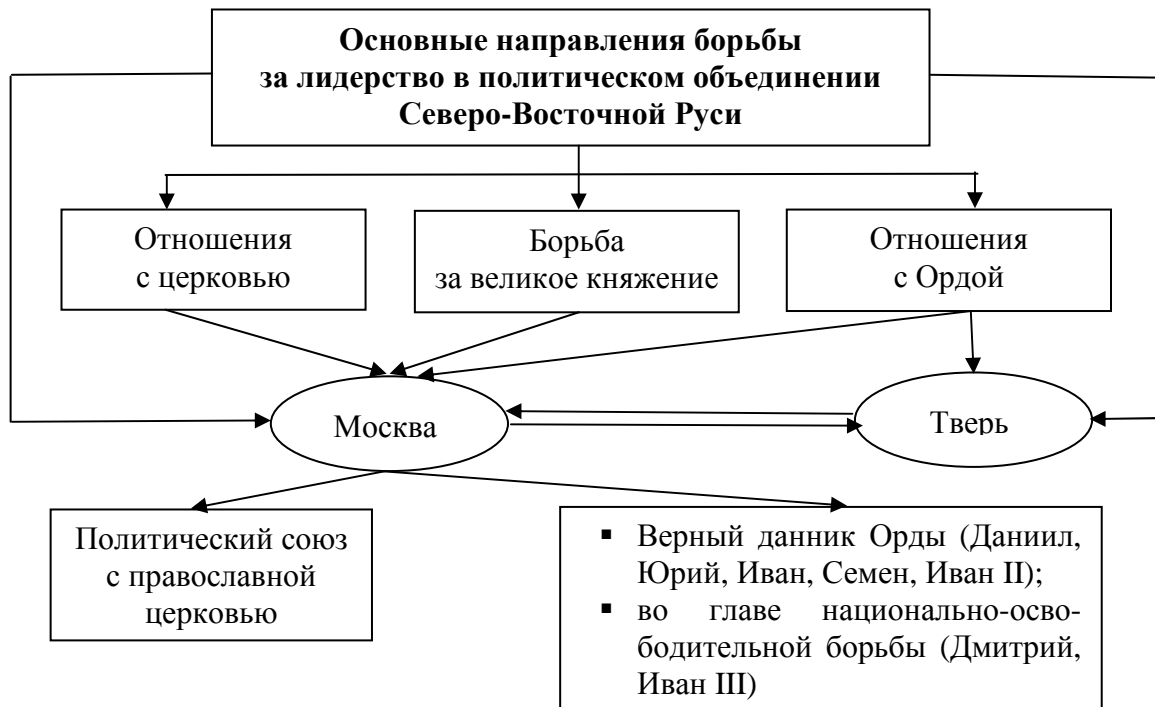 Основные направления борьбы
за лидерство в политическом объединении
Северо-Восточной Руси
Отношения
с церковью
Борьба
за великое княжение
Отношения
с Ордой
Москва
Тверь
Политический союз
с православной
церковью
▪ Верный данник Орды (Даниил,
Юрий, Иван, Семен, Иван II);
▪ во главе национально-осво-
бодительной борьбы (Дмитрий,
Иван III)